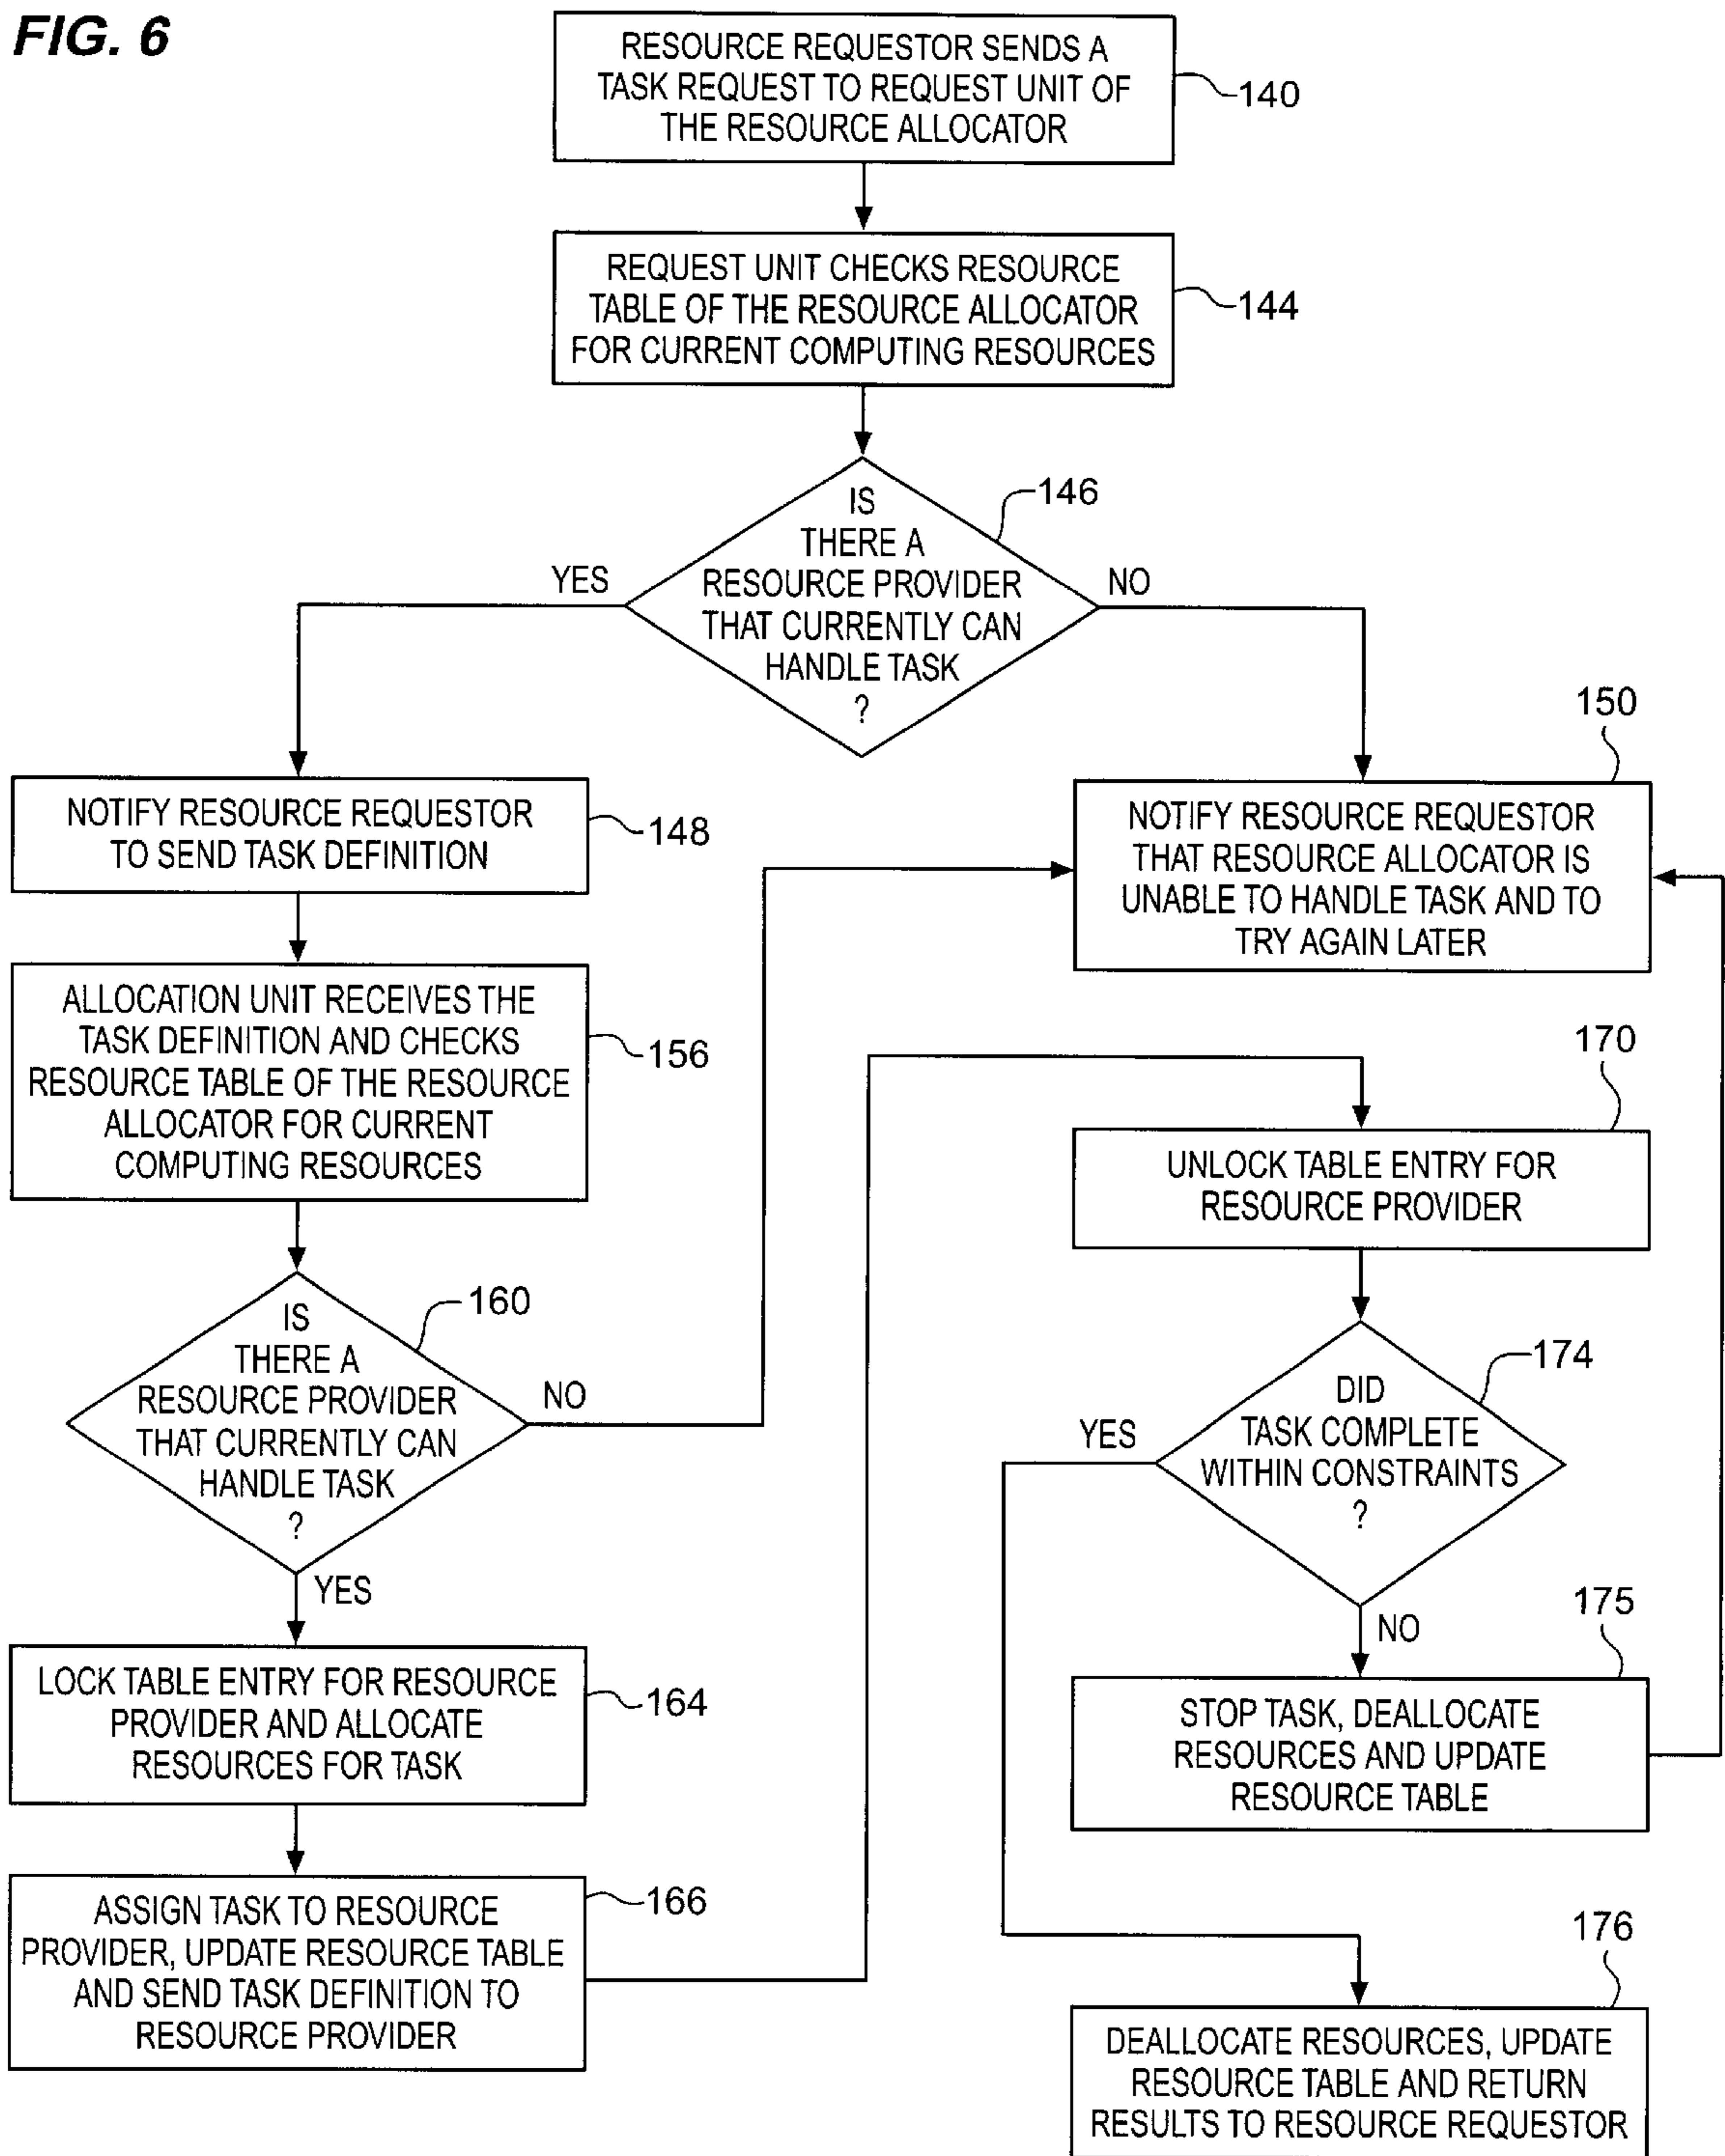 FIG. 6
RESOURCE REQUESTOR SENDS A
TASK REQUEST TO REQUEST UNIT OF
THE RESOURCE ALLOCATOR
140
REQUEST UNIT CHECKS RESOURCE
TABLE OF THE RESOURCE ALLOCATOR
FOR CURRENT COMPUTING RESOURCES
144
IS
THERE A
RESOURCE PROVIDER
THAT CURRENTLY CAN
HANDLE TASK
?
146
YES
NO
NOTIFY RESOURCE REQUESTOR
TO SEND TASK DEFINITION
148
150
NOTIFY RESOURCE REQUESTOR
THAT RESOURCE ALLOCATOR IS
UNABLE TO HANDLE TASK AND TO
TRY AGAIN LATER
ALLOCATION UNIT RECEIVES THE
TASK DEFINITION AND CHECKS
RESOURCE TABLE OF THE RESOURCE
ALLOCATOR FOR CURRENT
COMPUTING RESOURCES
156
IS
THERE A
RESOURCE PROVIDER
THAT CURRENTLY CAN
HANDLE TASK
?
160
NO
YES
LOCK TABLE ENTRY FOR RESOURCE
PROVIDER AND ALLOCATE
RESOURCES FOR TASK
164
ASSIGN TASK TO RESOURCE
PROVIDER, UPDATE RESOURCE TABLE
AND SEND TASK DEFINITION TO
RESOURCE PROVIDER
166
170
UNLOCK TABLE ENTRY FOR
RESOURCE PROVIDER
DID
TASK COMPLETE
WITHIN CONSTRAINTS
?
174
YES
NO
175
STOP TASK, DEALLOCATE
RESOURCES AND UPDATE
RESOURCE TABLE
176
DEALLOCATE RESOURCES, UPDATE
RESOURCE TABLE AND RETURN
RESULTS TO RESOURCE REQUESTOR